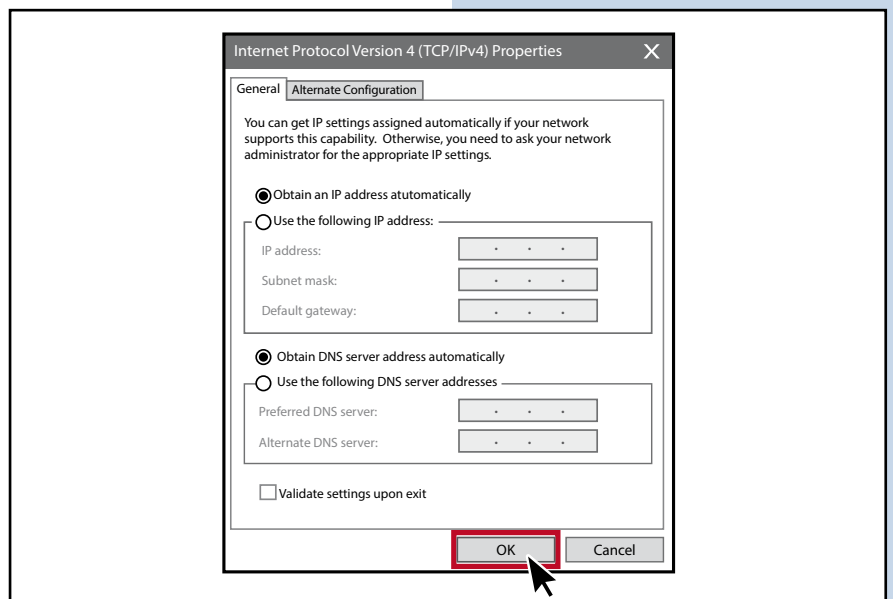 Internet Protocol Version 4 (TCP/IPv4) Properties X
General Alternate Configuration
You can get IP settings assigned automatically if your network
supports this capability. Otherwise, you need to ask your network
administrator for the appropriate IP settings.
Obtain an IP address atutomatically
Use the following IP address:
IP address: . . .
Subnet mask: . . .
Default gateway: . . .
Obtain DNS server address automatically
Use the following DNS server addresses
Preferred DNS server: . . .
Alternate DNS server: . . .
Validate settings upon exit
OK Cancel